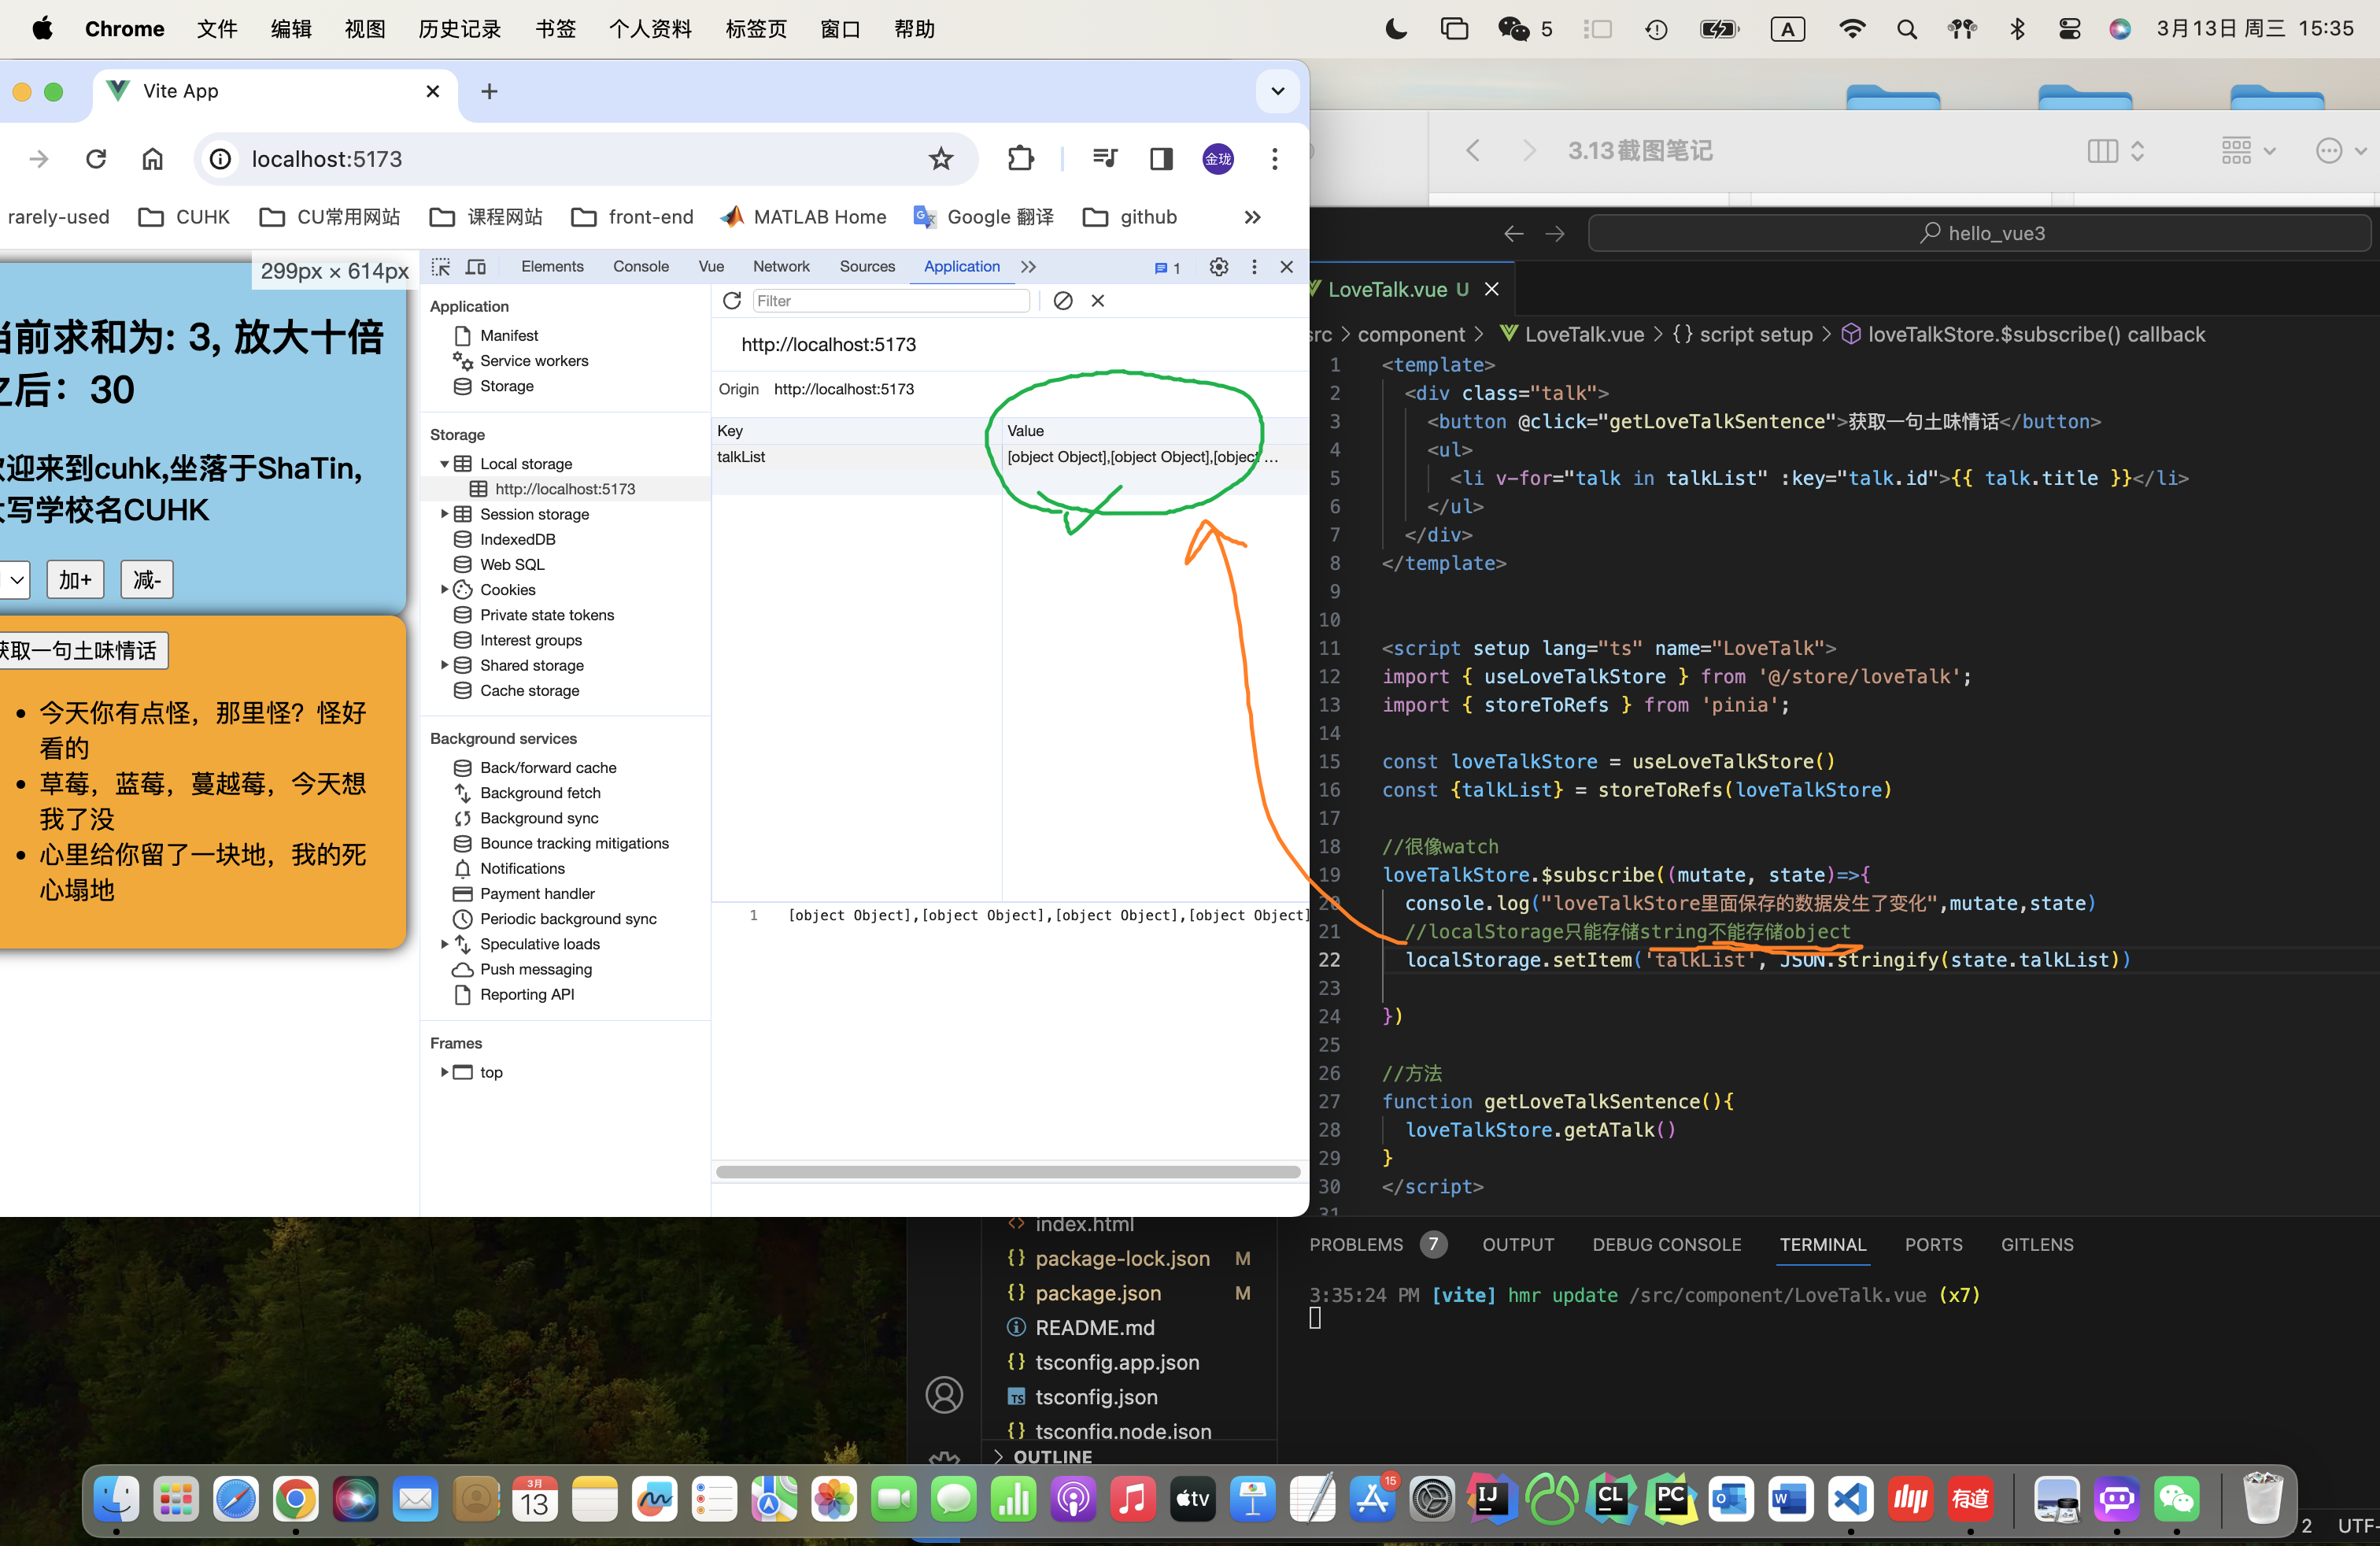 Chrome 文件 编辑 视图 历史记录 书签 个人资料 标签页 窗口 帮助 5 A 3月13日 周三 15:35
Vite App
localhost:5173 金珑
rarely-used CUHK CU常用网站 课程网站 front-end MATLAB Home Google 翻译 github
299px × 614px
当前求和为: 3, 放大十倍
之后：30
欢迎来到cuhk,坐落于ShaTin,
大写学校名CUHK
加+ 减-
获取一句土味情话
今天你有点怪，那里怪？怪好
看的
草莓，蓝莓，蔓越莓，今天想
我了没
心里给你留了一块地，我的死
心塌地
Elements Console Vue Network Sources Application 1
Application
Manifest
Service workers
Storage
Storage
Local storage
http://localhost:5173
Session storage
IndexedDB
Web SQL
Cookies
Private state tokens
Interest groups
Shared storage
Cache storage
Background services
Back/forward cache
Background fetch
Background sync
Bounce tracking mitigations
Notifications
Payment handler
Periodic background sync
Speculative loads
Push messaging
Reporting API
Frames
top
Filter
http://localhost:5173
Origin http://localhost:5173
Key Value
talkList [object Object],[object Object],[object …
1 [object Object],[object Object],[object Object],[object Object]
3.13截图笔记
hello_vue3
LoveTalk.vue U
src > component > LoveTalk.vue > {} script setup > loveTalkStore.$subscribe() callback
1 <template>
2 <div class="talk">
3 <button @click="getLoveTalkSentence">获取一句土味情话</button>
4 <ul>
5 <li v-for="talk in talkList" :key="talk.id">{{ talk.title }}</li>
6 </ul>
7 </div>
8 </template>
9
10
11 <script setup lang="ts" name="LoveTalk">
12 import { useLoveTalkStore } from '@/store/loveTalk';
13 import { storeToRefs } from 'pinia';
14
15 const loveTalkStore = useLoveTalkStore()
16 const {talkList} = storeToRefs(loveTalkStore)
17
18 //很像watch
19 loveTalkStore.$subscribe((mutate, state)=>{
20 console.log("loveTalkStore里面保存的数据发生了变化",mutate,state)
21 //localStorage只能存储string不能存储object
22 localStorage.setItem('talkList', JSON.stringify(state.talkList))
23
24 })
25
26 //方法
27 function getLoveTalkSentence(){
28 loveTalkStore.getATalk()
29 }
30 </script>
31
index.html
{} package-lock.json M
{} package.json M
README.md
{} tsconfig.app.json
TS tsconfig.json
{} tsconfig.node.json
OUTLINE
PROBLEMS 7 OUTPUT DEBUG CONSOLE TERMINAL PORTS GITLENS
3:35:24 PM [vite] hmr update /src/component/LoveTalk.vue (x7)
3月 13 tv 15 IJ CL PC O W 有道
2 UTF-